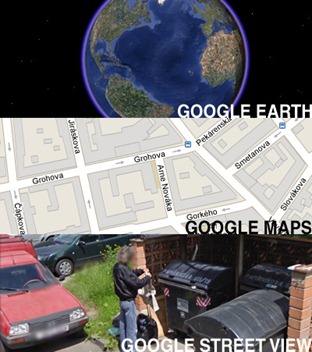 GOOGLE EARTH
Jiráskova
Pekárenská
Grohova
Smetanova
Grohova
Arne Nováka
Slovákova
Čápkova
Gorkého
GOOGLE MAPS
GOOGLE STREET VIEW